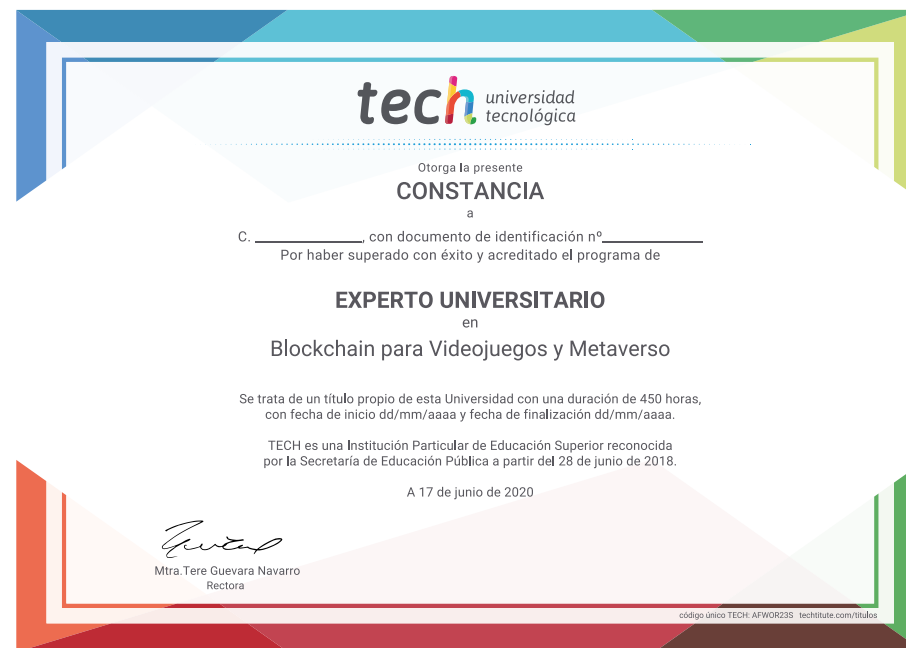 tech universidad
tecnológica
Otorga la presente
CONSTANCIA
a
C. ______________, con documento de identificación nº______________
Por haber superado con éxito y acreditado el programa de
EXPERTO UNIVERSITARIO
en
Blockchain para Videojuegos y Metaverso
Se trata de un título propio de esta Universidad con una duración de 450 horas,
con fecha de inicio dd/mm/aaaa y fecha de finalización dd/mm/aaaa.
TECH es una Institución Particular de Educación Superior reconocida
por la Secretaría de Educación Pública a partir del 28 de junio de 2018.
A 17 de junio de 2020
Mtra.Tere Guevara Navarro
Rectora
código único TECH: AFWOR23S techtitute.com/titulos